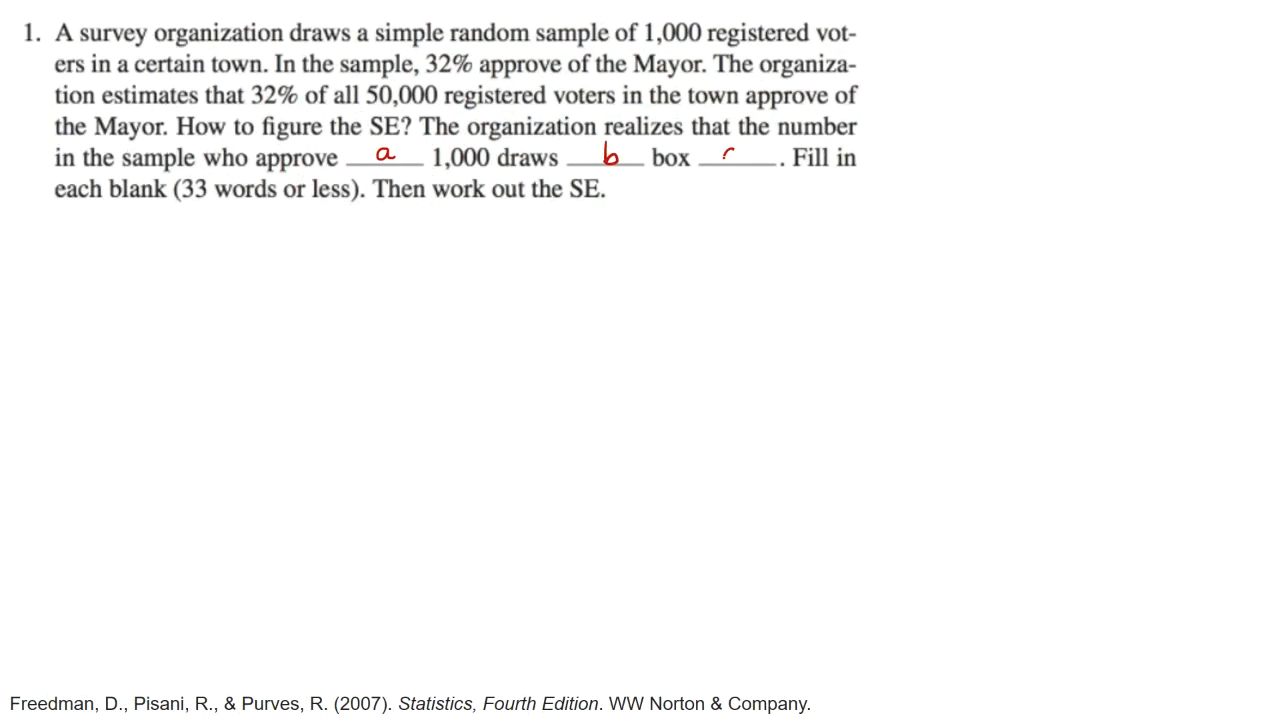 1. A survey organization draws a simple random sample of 1,000 registered vot-
ers in a certain town. In the sample, 32% approve of the Mayor. The organiza-
tion estimates that 32% of all 50,000 registered voters in the town approve of
the Mayor. How to figure the SE? The organization realizes that the number
in the sample who approve a 1,000 draws b box . Fill in
each blank (33 words or less). Then work out the SE.
Freedman, D., Pisani, R., & Purves, R. (2007). Statistics, Fourth Edition. WW Norton & Company.